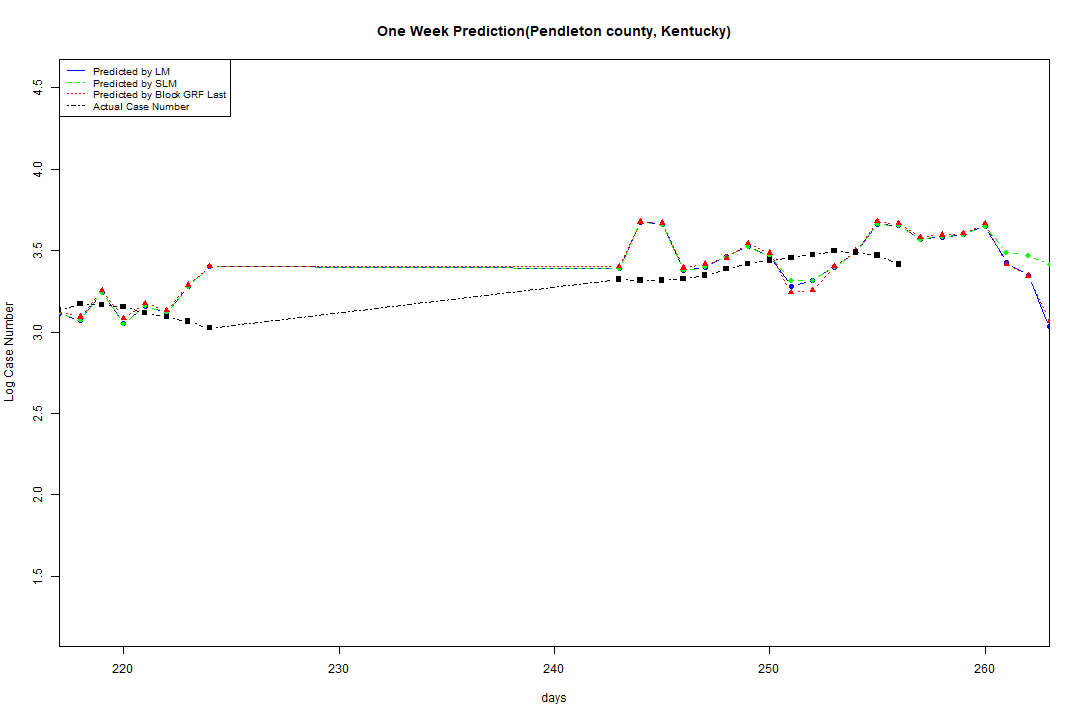 One Week Prediction(Pendleton county, Kentucky)
Predicted by LM
Predicted by SLM
Predicted by Block GRF Last
Actual Case Number
4.5
4.0
3.5
3.0
2.5
2.0
1.5
Log Case Number
220
230
240
250
260
days